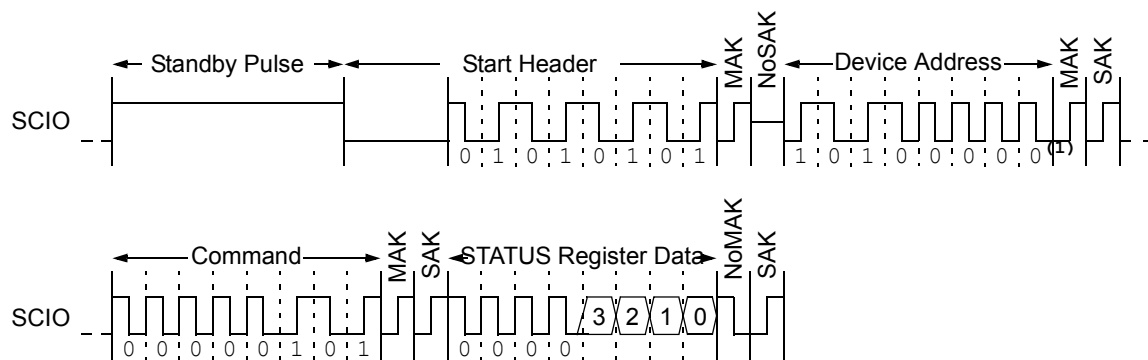 Standby Pulse
Start Header
MAK
NoSAK
Device Address
MAK
SAK
SCIO
0 1 0 1 0 1 0 1
1 0 1 0 0 0 0 0(1)
Command
MAK
SAK
STATUS Register Data
NoMAK
SAK
SCIO
3 2 1 0
0 0 0 0 0 1 0 1
0 0 0 0